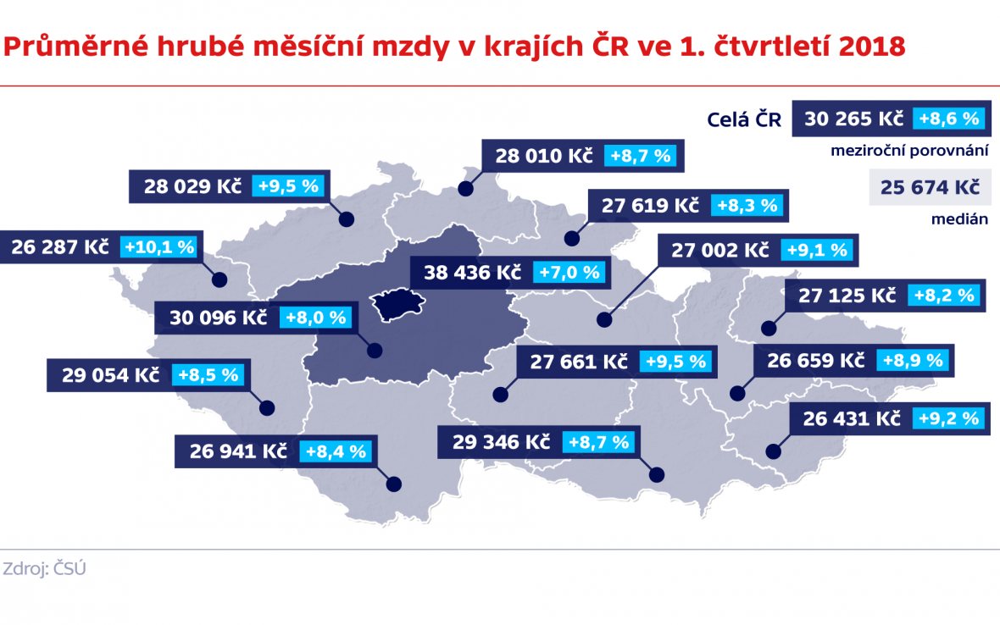 Průměrné hrubé měsíční mzdy v krajích ČR ve 1. čtvrtletí 2018
Celá ČR 30 265 Kč +8,6 %
meziroční porovnání
25 674 Kč
medián
28 010 Kč +8,7 %
28 029 Kč +9,5 %
27 619 Kč +8,3 %
26 287 Kč +10,1 %
27 002 Kč +9,1 %
38 436 Kč +7,0 %
27 125 Kč +8,2 %
30 096 Kč +8,0 %
27 661 Kč +9,5 %
26 659 Kč +8,9 %
29 054 Kč +8,5 %
26 431 Kč +9,2 %
29 346 Kč +8,7 %
26 941 Kč +8,4 %
Zdroj: ČSÚ